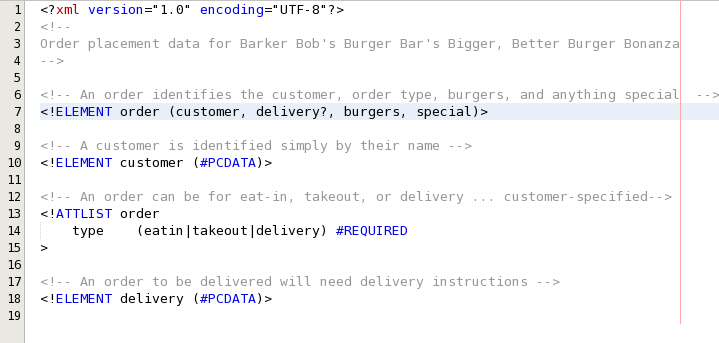 1 <?xml version="1.0" encoding="UTF-8"?>
2 <!--
3 Order placement data for Barker Bob's Burger Bar's Bigger, Better Burger Bonanza
4 -->
5
6 <!-- An order identifies the customer, order type, burgers, and anything special  -->
7 <!ELEMENT order (customer, delivery?, burgers, special)>
8
9 <!-- A customer is identified simply by their name -->
10 <!ELEMENT customer (#PCDATA)>
11
12 <!-- An order can be for eat-in, takeout, or delivery ... customer-specified-->
13 <!ATTLIST order
14     type    (eatin|takeout|delivery) #REQUIRED
15 >
16
17 <!-- An order to be delivered will need delivery instructions -->
18 <!ELEMENT delivery (#PCDATA)>
19